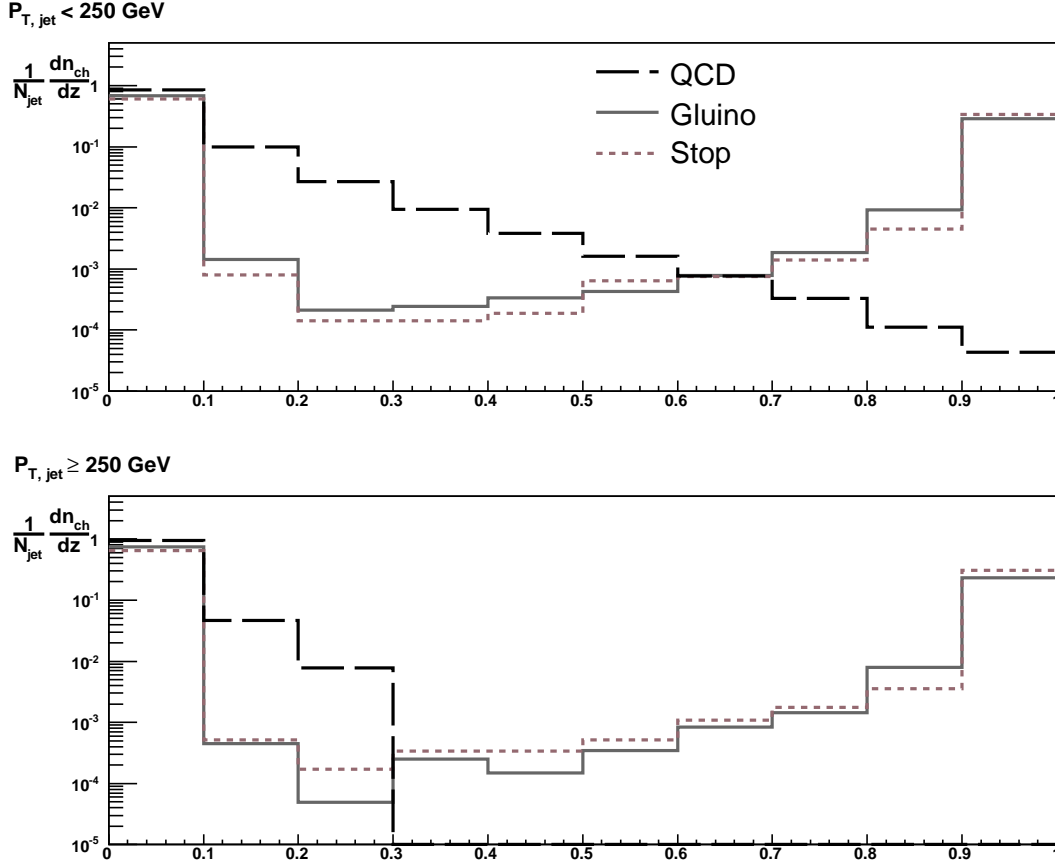 P_T, jet < 250 GeV
1/N_jet dn_ch/dz
QCD
Gluino
Stop
1
10^-1
10^-2
10^-3
10^-4
10^-5
0 0.1 0.2 0.3 0.4 0.5 0.6 0.7 0.8 0.9 1
P_T, jet ≥ 250 GeV
1/N_jet dn_ch/dz
1
10^-1
10^-2
10^-3
10^-4
10^-5
0 0.1 0.2 0.3 0.4 0.5 0.6 0.7 0.8 0.9 1